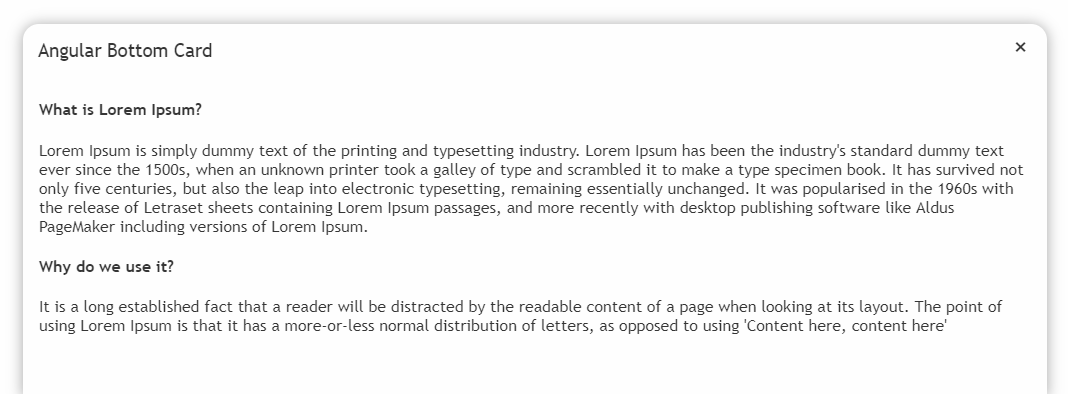 Angular Bottom Card
×
What is Lorem Ipsum?
Lorem Ipsum is simply dummy text of the printing and typesetting industry. Lorem Ipsum has been the industry's standard dummy text
ever since the 1500s, when an unknown printer took a galley of type and scrambled it to make a type specimen book. It has survived not
only five centuries, but also the leap into electronic typesetting, remaining essentially unchanged. It was popularised in the 1960s with
the release of Letraset sheets containing Lorem Ipsum passages, and more recently with desktop publishing software like Aldus
PageMaker including versions of Lorem Ipsum.
Why do we use it?
It is a long established fact that a reader will be distracted by the readable content of a page when looking at its layout. The point of
using Lorem Ipsum is that it has a more-or-less normal distribution of letters, as opposed to using 'Content here, content here'